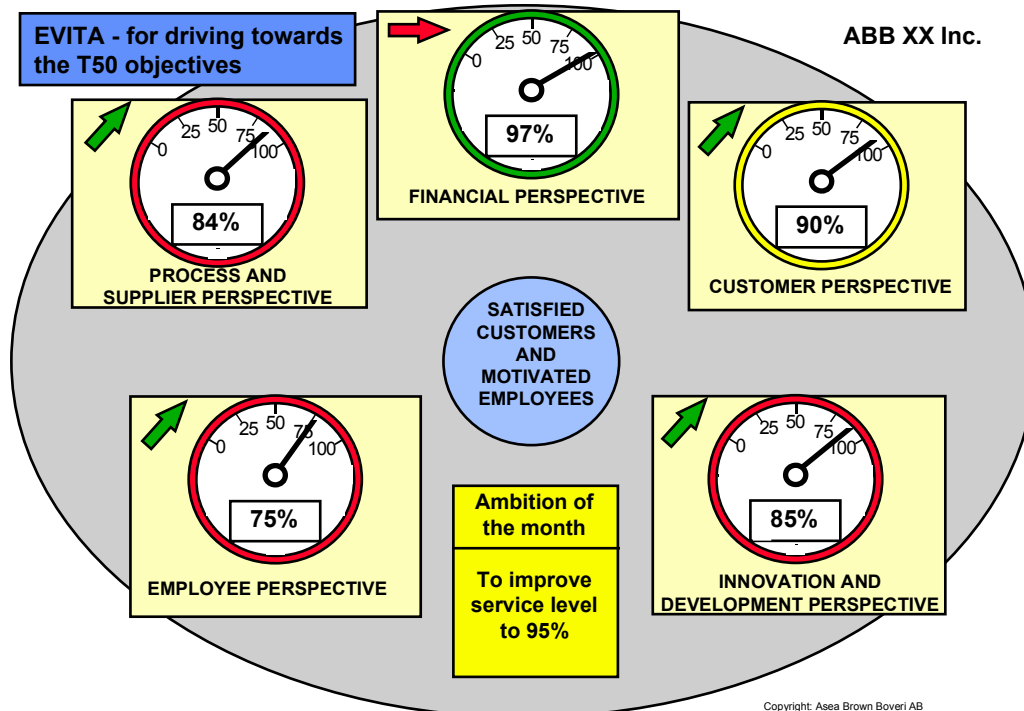 EVITA - for driving towards
the T50 objectives
ABB XX Inc.
0 25 50 75 100
97%
FINANCIAL PERSPECTIVE
0 25 50 75 100
84%
PROCESS AND
SUPPLIER PERSPECTIVE
0 25 50 75 100
90%
CUSTOMER PERSPECTIVE
SATISFIED
CUSTOMERS
AND
MOTIVATED
EMPLOYEES
0 25 50 75 100
75%
EMPLOYEE PERSPECTIVE
Ambition of
the month
To improve
service level
to 95%
0 25 50 75 100
85%
INNOVATION AND
DEVELOPMENT PERSPECTIVE
Copyright: Asea Brown Boveri AB